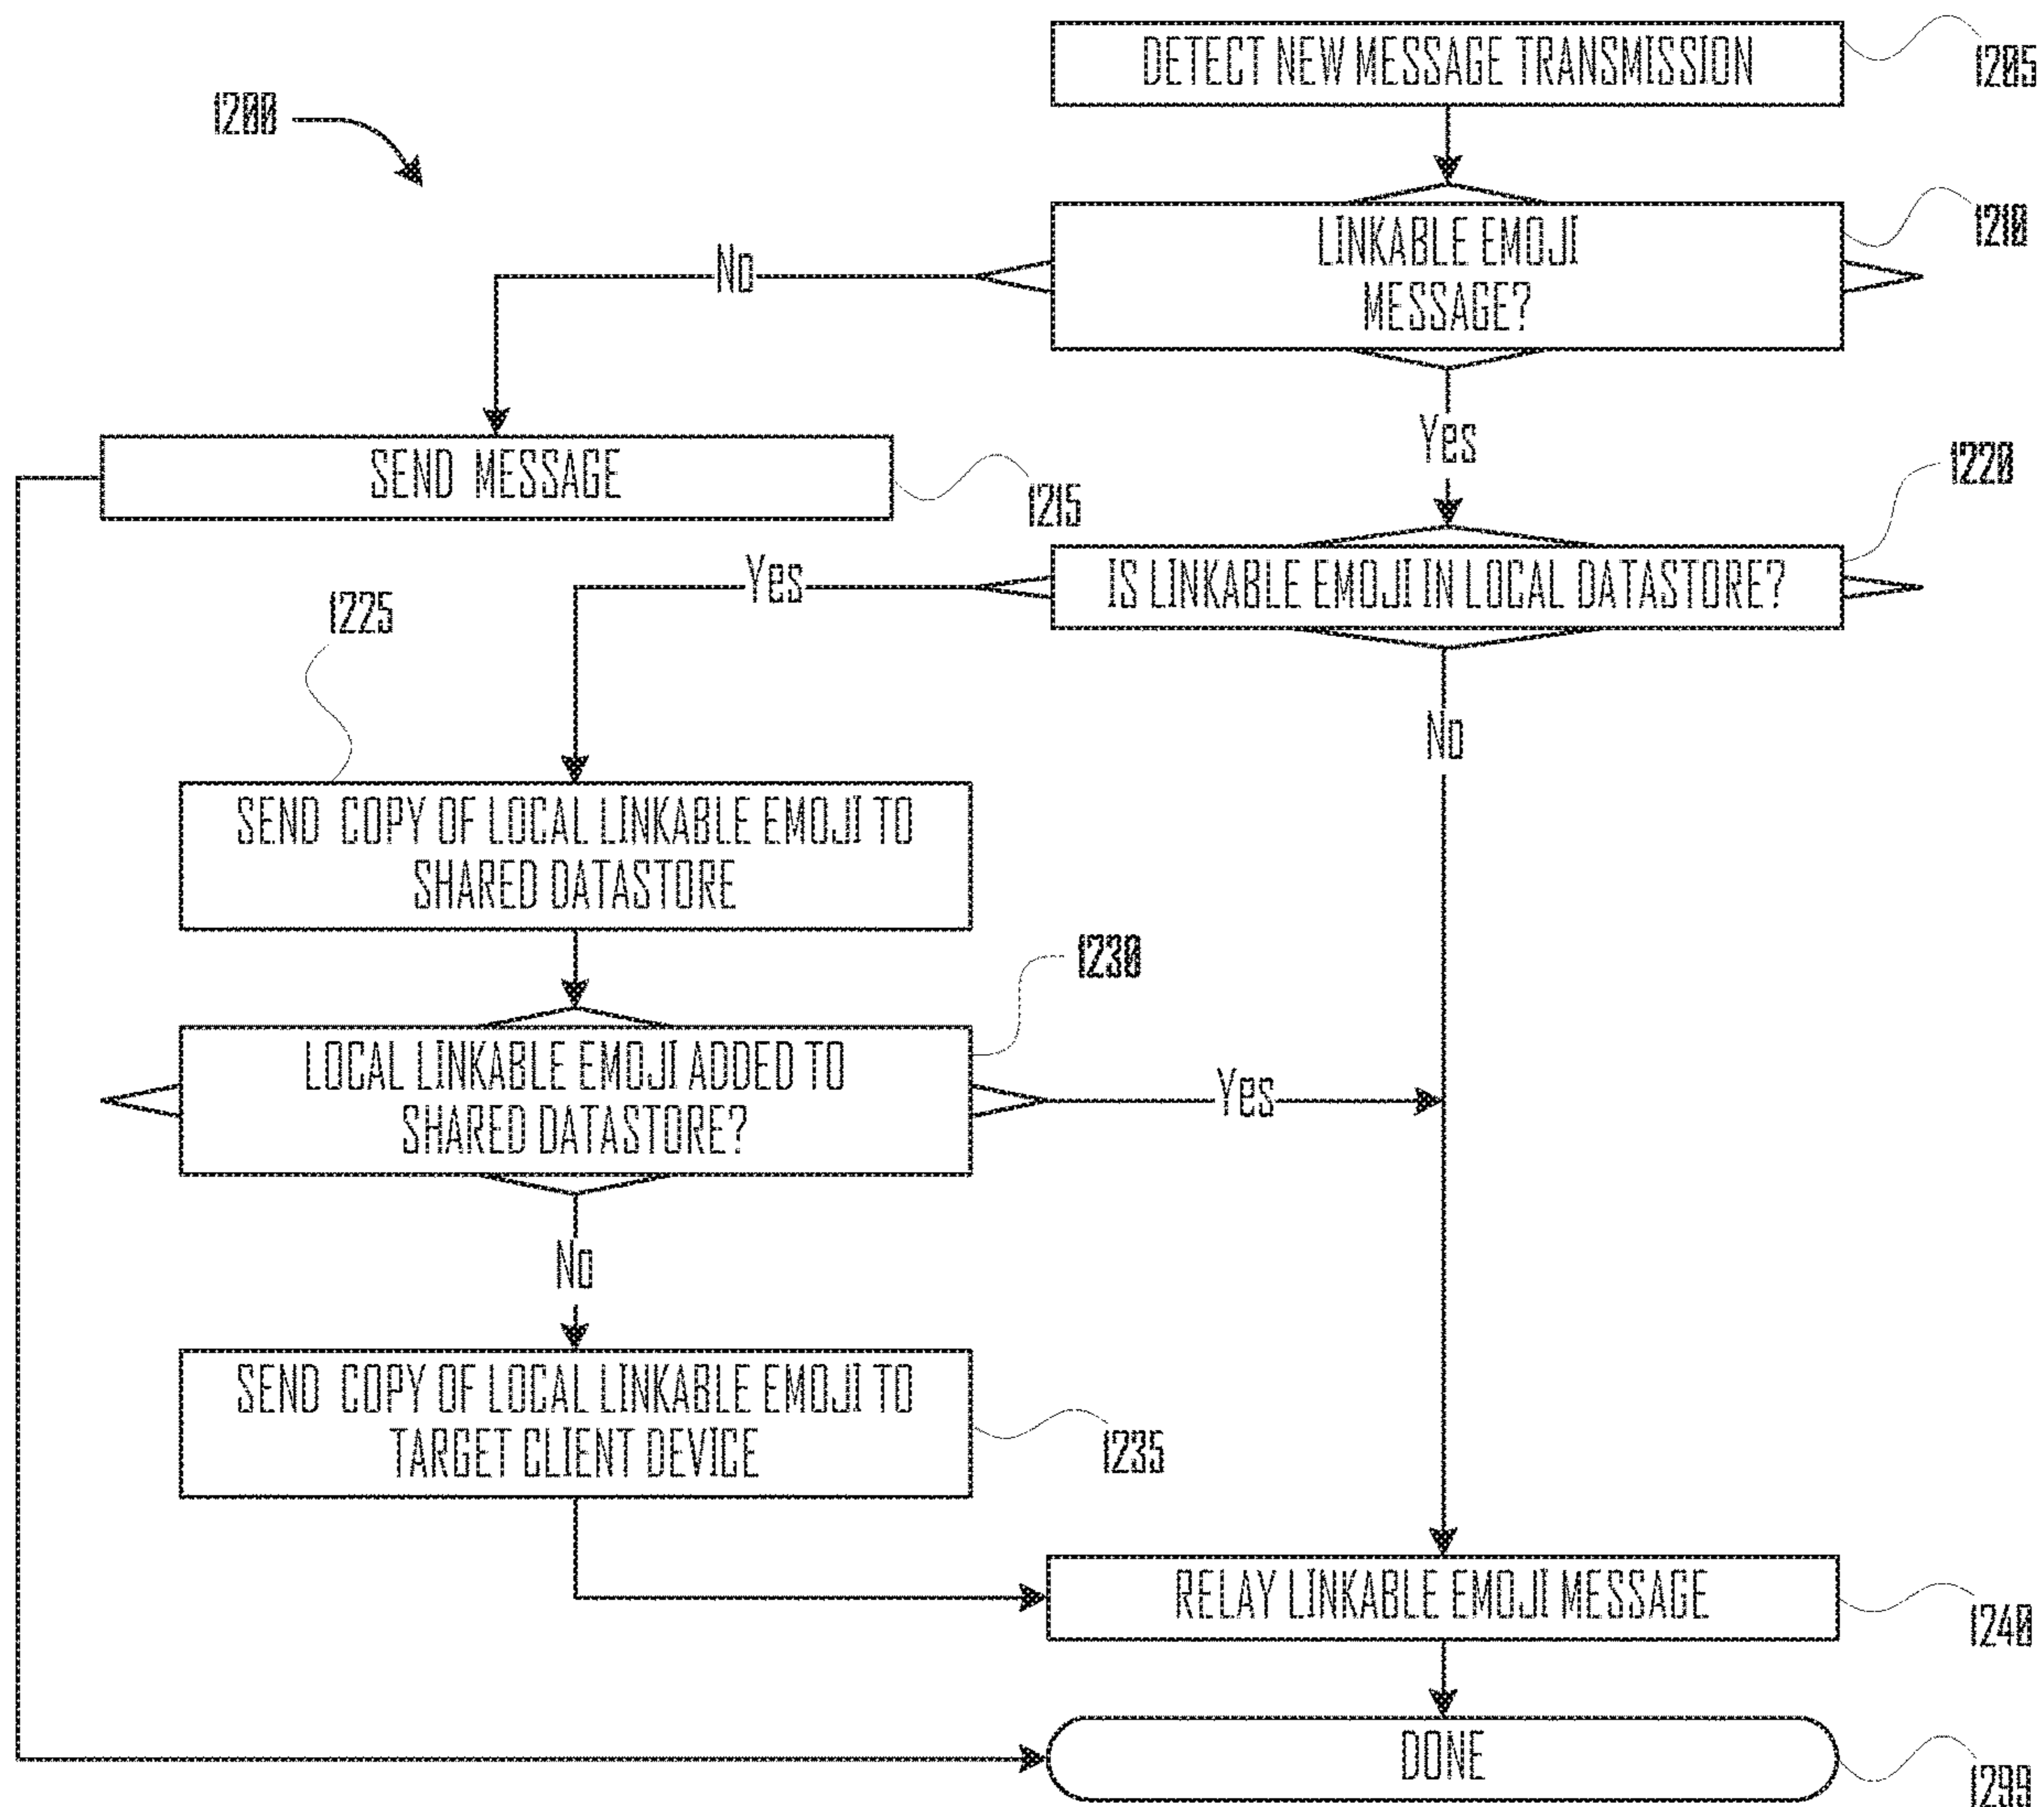 DETECT NEW MESSAGE TRANSMISSION
1205
1200
LINKABLE EMOJI
MESSAGE?
1210
No
Yes
SEND MESSAGE
1215
IS LINKABLE EMOJI IN LOCAL DATASTORE?
1220
Yes
No
1225
SEND COPY OF LOCAL LINKABLE EMOJI TO
SHARED DATASTORE
1230
LOCAL LINKABLE EMOJI ADDED TO
SHARED DATASTORE?
Yes
No
SEND COPY OF LOCAL LINKABLE EMOJI TO
TARGET CLIENT DEVICE
1235
RELAY LINKABLE EMOJI MESSAGE
1240
DONE
1299